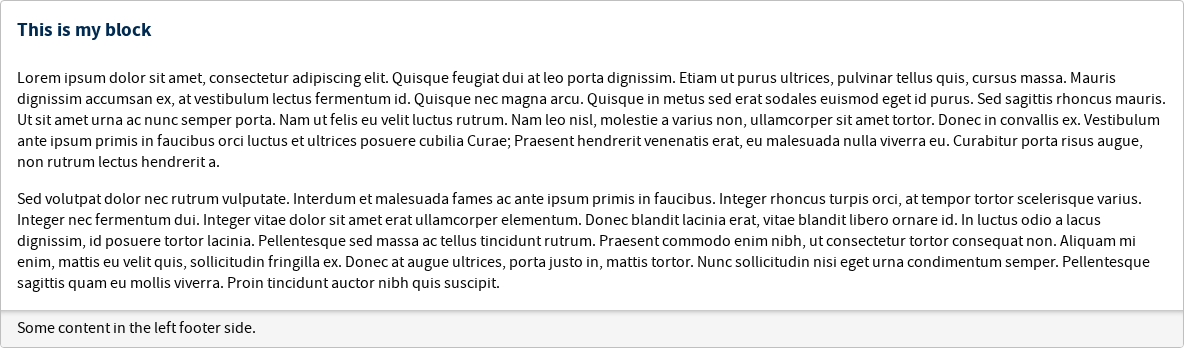 This is my block
Lorem ipsum dolor sit amet, consectetur adipiscing elit. Quisque feugiat dui at leo porta dignissim. Etiam ut purus ultrices, pulvinar tellus quis, cursus massa. Mauris
dignissim accumsan ex, at vestibulum lectus fermentum id. Quisque nec magna arcu. Quisque in metus sed erat sodales euismod eget id purus. Sed sagittis rhoncus mauris.
Ut sit amet urna ac nunc semper porta. Nam ut felis eu velit luctus rutrum. Nam leo nisl, molestie a varius non, ullamcorper sit amet tortor. Donec in convallis ex. Vestibulum
ante ipsum primis in faucibus orci luctus et ultrices posuere cubilia Curae; Praesent hendrerit venenatis erat, eu malesuada nulla viverra eu. Curabitur porta risus augue,
non rutrum lectus hendrerit a.
Sed volutpat dolor nec rutrum vulputate. Interdum et malesuada fames ac ante ipsum primis in faucibus. Integer rhoncus turpis orci, at tempor tortor scelerisque varius.
Integer nec fermentum dui. Integer vitae dolor sit amet erat ullamcorper elementum. Donec blandit lacinia erat, vitae blandit libero ornare id. In luctus odio a lacus
dignissim, id posuere tortor lacinia. Pellentesque sed massa ac tellus tincidunt rutrum. Praesent commodo enim nibh, ut consectetur tortor consequat non. Aliquam mi
enim, mattis eu velit quis, sollicitudin fringilla ex. Donec at augue ultrices, porta justo in, mattis tortor. Nunc sollicitudin nisi eget urna condimentum semper. Pellentesque
sagittis quam eu mollis viverra. Proin tincidunt auctor nibh quis suscipit.
Some content in the left footer side.